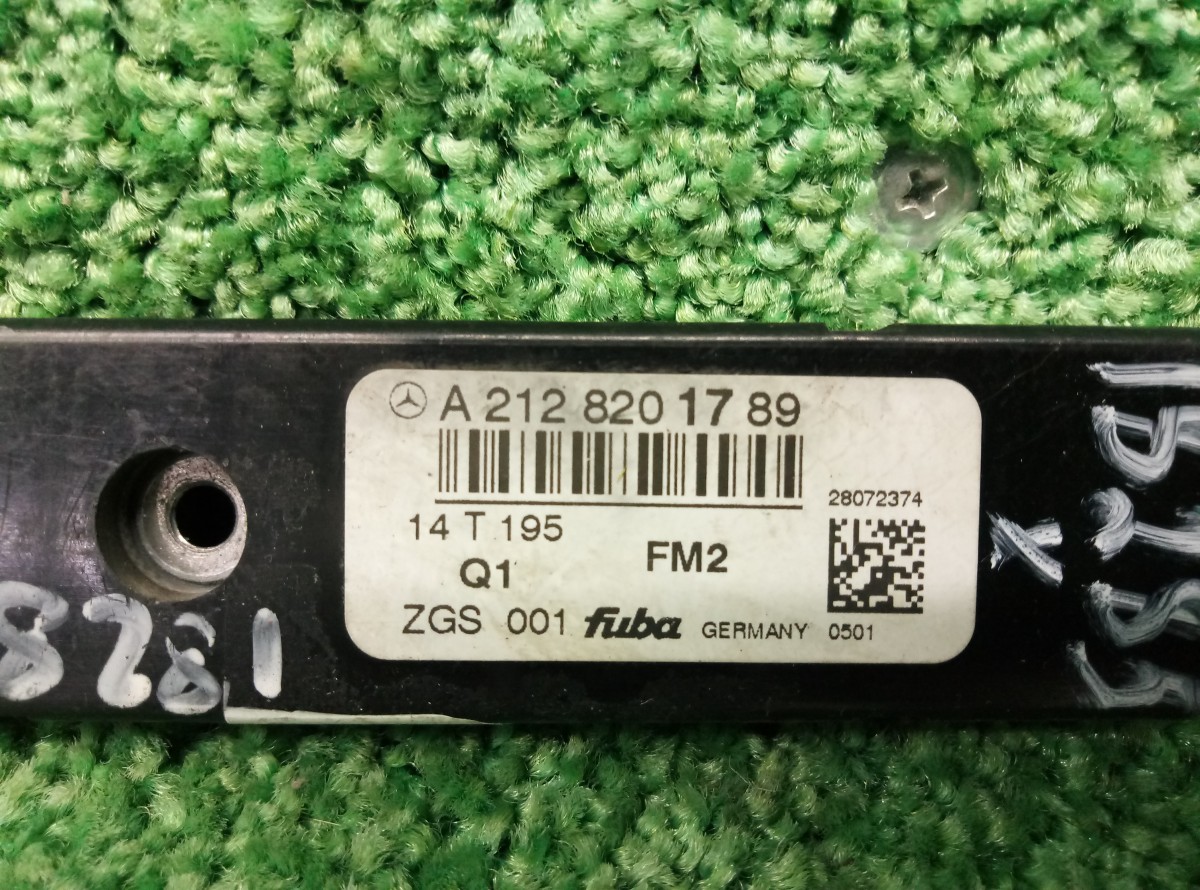 A 212 820 17 89
28072374
14 T 195
Q1 FM2
ZGS 001 fuba GERMANY 0501